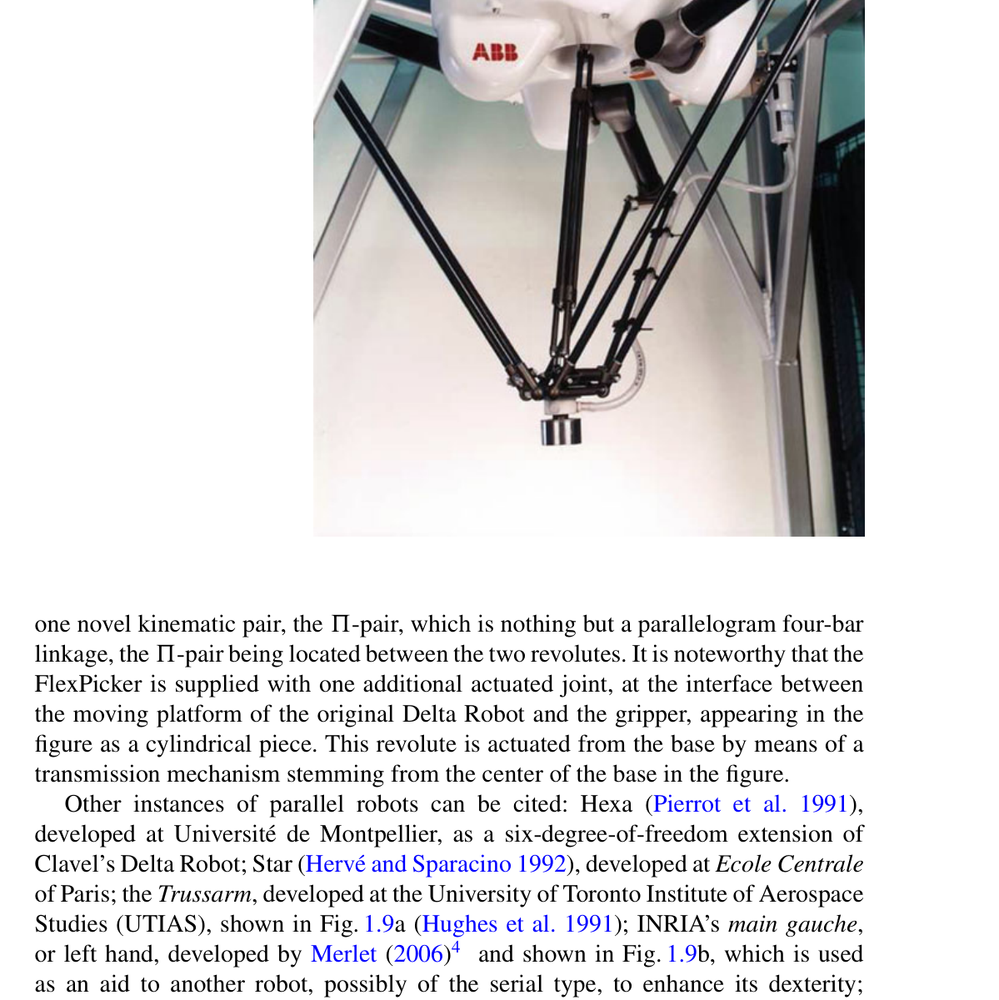 ABB
one novel kinematic pair, the Π-pair, which is nothing but a parallelogram four-bar
linkage, the Π-pair being located between the two revolutes. It is noteworthy that the
FlexPicker is supplied with one additional actuated joint, at the interface between
the moving platform of the original Delta Robot and the gripper, appearing in the
figure as a cylindrical piece. This revolute is actuated from the base by means of a
transmission mechanism stemming from the center of the base in the figure.
Other instances of parallel robots can be cited: Hexa (Pierrot et al. 1991),
developed at Université de Montpellier, as a six-degree-of-freedom extension of
Clavel's Delta Robot; Star (Hervé and Sparacino 1992), developed at Ecole Centrale
of Paris; the Trussarm, developed at the University of Toronto Institute of Aerospace
Studies (UTIAS), shown in Fig. 1.9a (Hughes et al. 1991); INRIA's main gauche,
or left hand, developed by Merlet (2006)4 and shown in Fig. 1.9b, which is used
as an aid to another robot, possibly of the serial type, to enhance its dexterity;